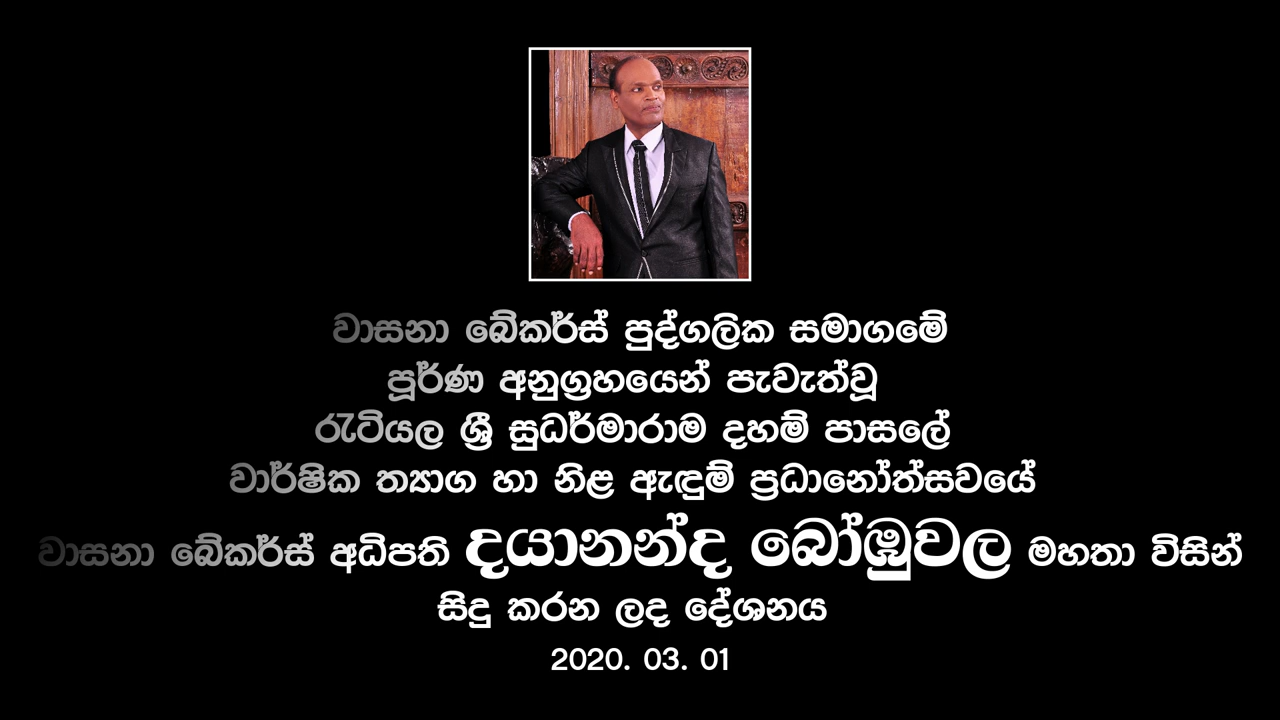 වාසනා බේකර්ස් පුද්ගලික සමාගමේ
පූර්ණ අනුග්‍රහයෙන් පැවැත්වූ
රැටියල ශ්‍රී සුධර්මාරාම දහම් පාසලේ
වාර්ෂික ත්‍යාග හා නිළ ඇඳුම් ප්‍රධානෝත්සවයේ
වාසනා බේකර්ස් අධිපති දයානන්ද බෝඹුවල මහතා විසින්
සිදු කරන ලද දේශනය
2020. 03. 01